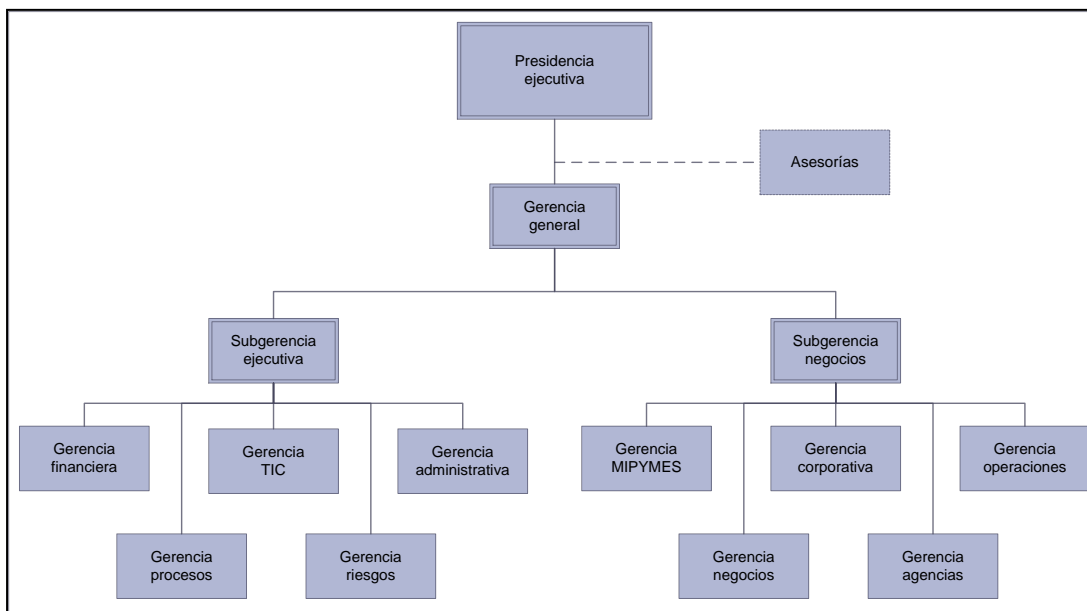 Presidencia
ejecutiva
Asesorías
Gerencia
general
Subgerencia
ejecutiva
Subgerencia
negocios
Gerencia
financiera
Gerencia
TIC
Gerencia
administrativa
Gerencia
MIPYMES
Gerencia
corporativa
Gerencia
operaciones
Gerencia
procesos
Gerencia
riesgos
Gerencia
negocios
Gerencia
agencias